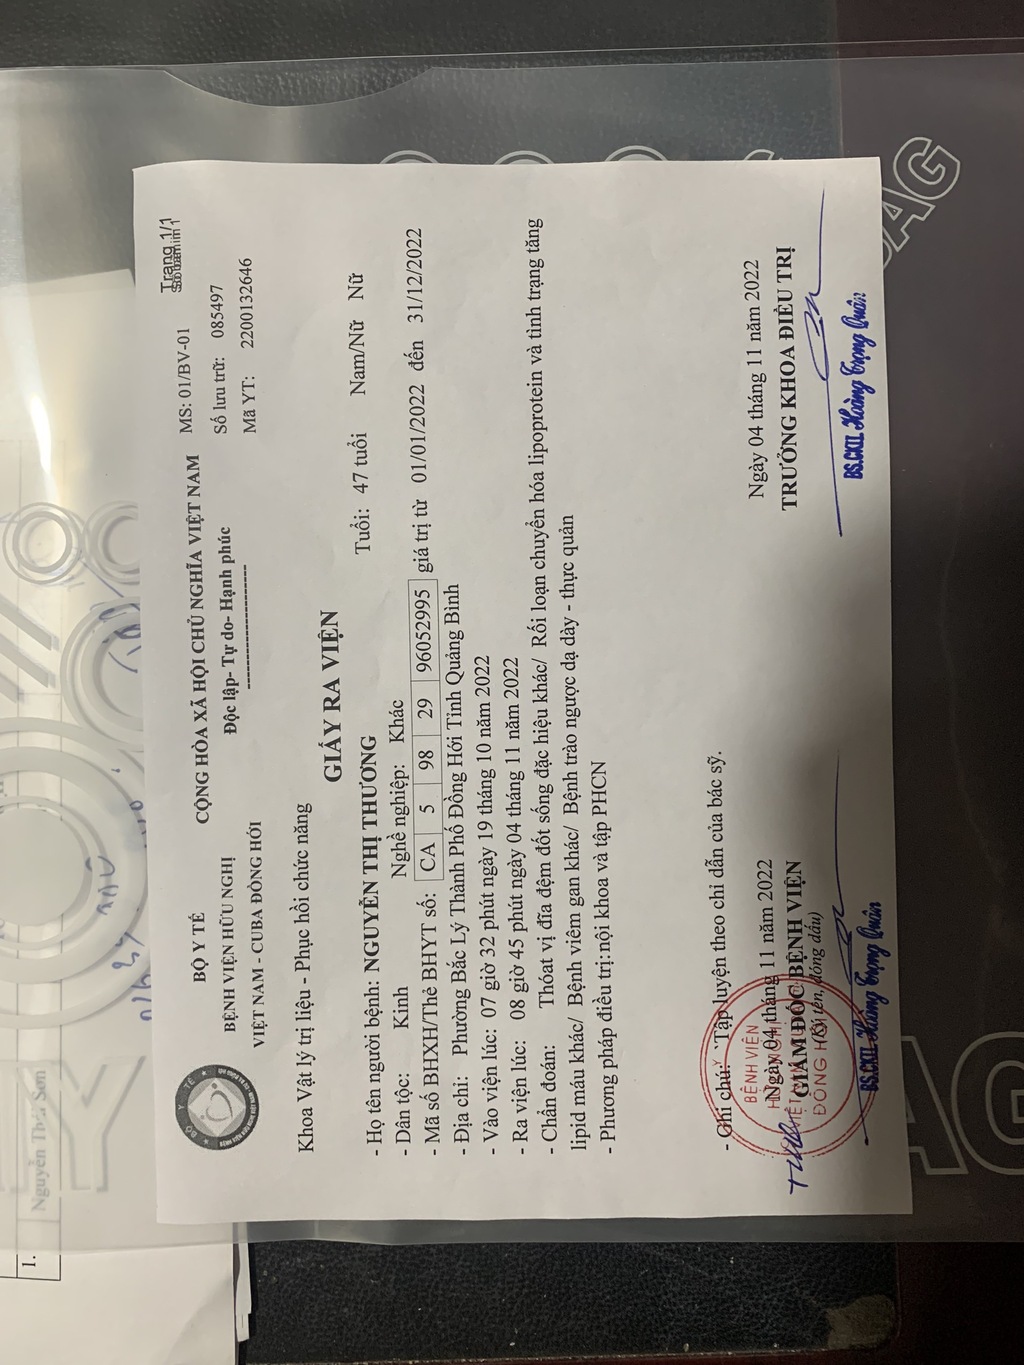 BỘ Y TẾ
BỆNH VIỆN HỮU NGHỊ
VIỆT NAM - CUBA ĐỒNG HỚI
CỘNG HÒA XÃ HỘI CHỦ NGHĨA VIỆT NAM
Độc lập- Tự do- Hạnh phúc
--------------------
Trang 1/1
MS: 01/BV-01
Số lưu trữ: 085497
Mã YT: 2200132646
Khoa Vật lý trị liệu - Phục hồi chức năng
GIẤY RA VIỆN
- Họ tên người bệnh: NGUYỄN THỊ THƯƠNG Tuổi: 47 tuổi Nam/Nữ Nữ
- Dân tộc: Kinh Nghề nghiệp: Khác
- Mã số BHXH/Thẻ BHYT số: CA 5 98 29 96052995 giá trị từ 01/01/2022 đến 31/12/2022
- Địa chỉ: Phường Bắc Lý Thành Phố Đồng Hới Tỉnh Quảng Bình
- Vào viện lúc: 07 giờ 32 phút ngày 19 tháng 10 năm 2022
- Ra viện lúc: 08 giờ 45 phút ngày 04 tháng 11 năm 2022
- Chẩn đoán: Thóat vị đĩa đệm đốt sống đặc hiệu khác/ Rối loạn chuyển hóa lipoprotein và tình trạng tăng
lipid máu khác/ Bệnh viêm gan khác/ Bệnh trào ngược dạ dày - thực quản
- Phương pháp điều trị: nội khoa và tập PHCN
- Ghi chú: Tập luyện theo chỉ dẫn của bác sỹ.
Ngày 04 tháng 11 năm 2022
GIÁM ĐỐC BỆNH VIỆN
(Kí tên, đóng dấu)
BỆNH VIỆN
ĐỒNG HỚI
BS.CKII. Hoàng Trọng Quân
Ngày 04 tháng 11 năm 2022
TRƯỞNG KHOA ĐIỀU TRỊ
BS.CKII. Hoàng Trọng Quân
1. Nguyễn Thái Sơn